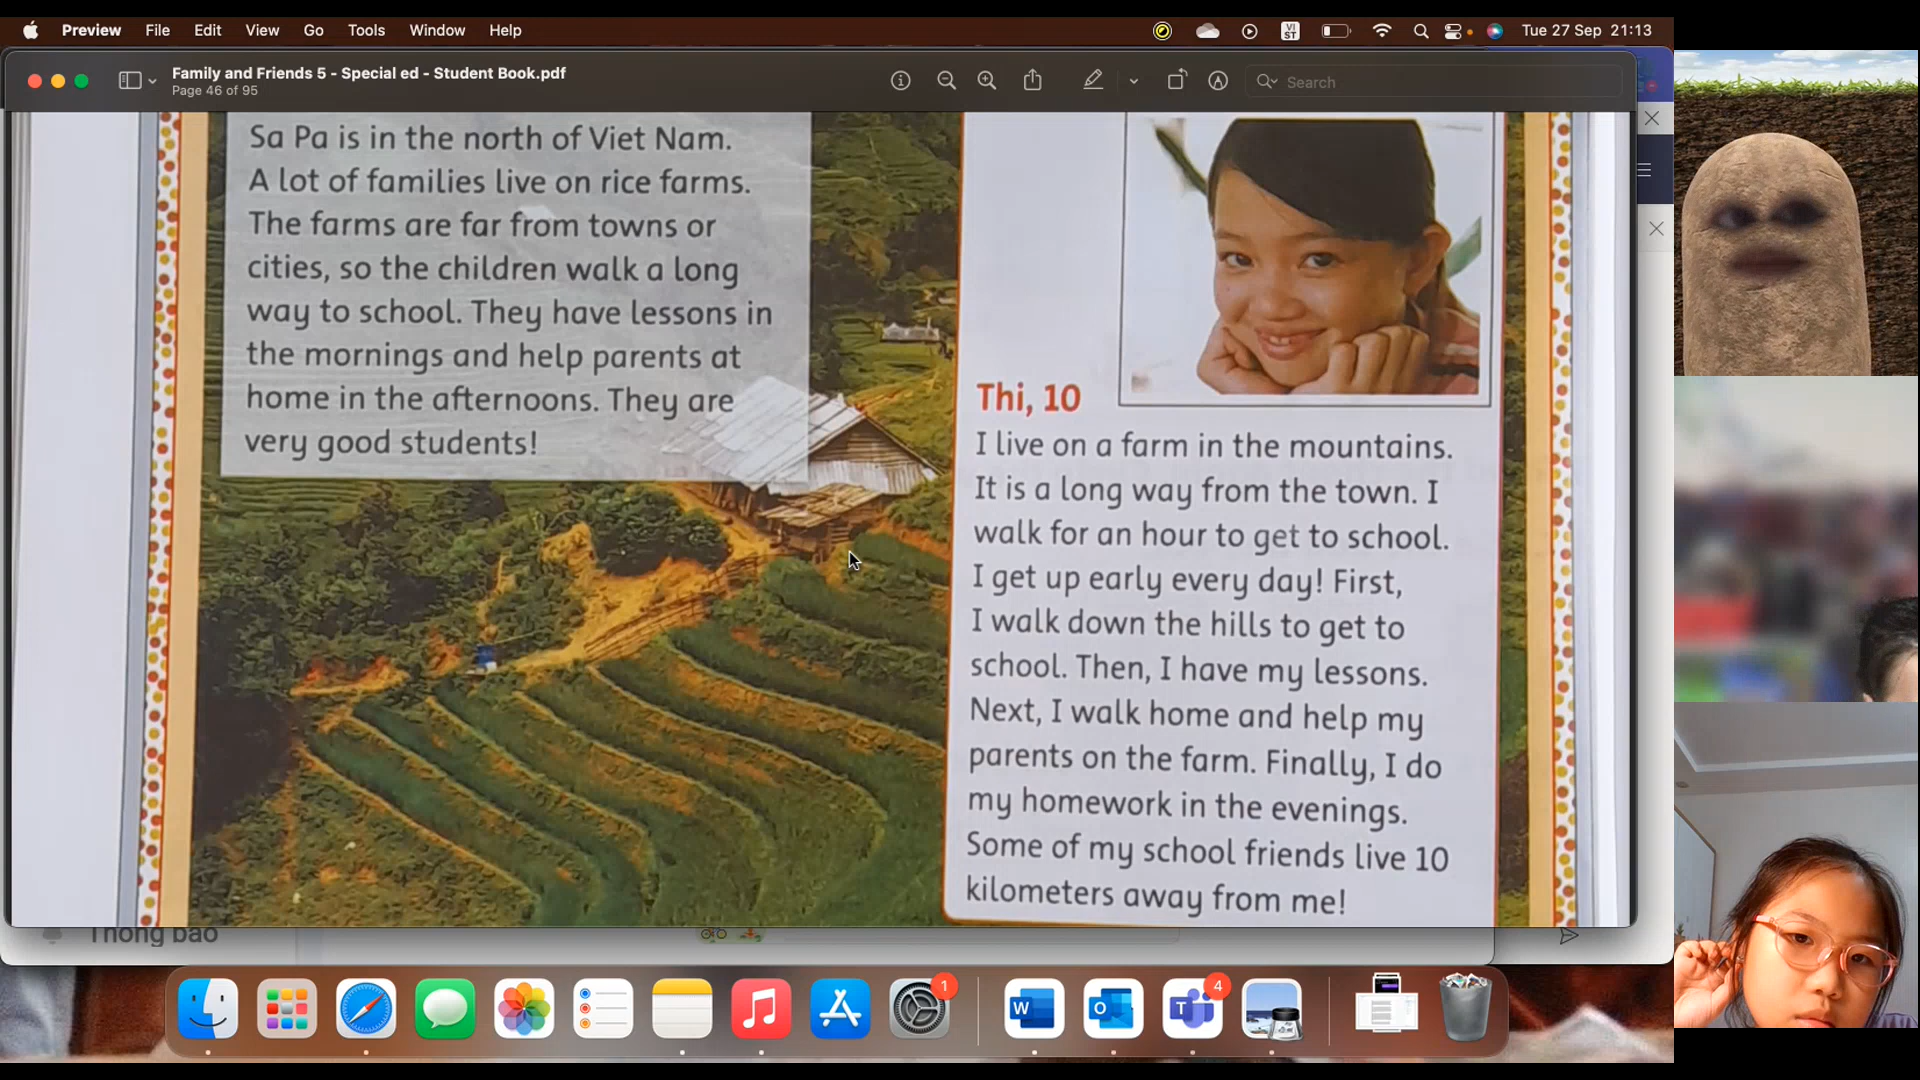 Preview File Edit View Go Tools Window Help
VI
ST
Tue 27 Sep 21:13
Family and Friends 5 - Special ed - Student Book.pdf
Page 46 of 95
Search
Sa Pa is in the north of Viet Nam.
A lot of families live on rice farms.
The farms are far from towns or
cities, so the children walk a long
way to school. They have lessons in
the mornings and help parents at
home in the afternoons. They are
very good students!
Thi, 10
I live on a farm in the mountains.
It is a long way from the town. I
walk for an hour to get to school.
I get up early every day! First,
I walk down the hills to get to
school. Then, I have my lessons.
Next, I walk home and help my
parents on the farm. Finally, I do
my homework in the evenings.
Some of my school friends live 10
kilometers away from me!
Thông báo
1
W
O
T
4